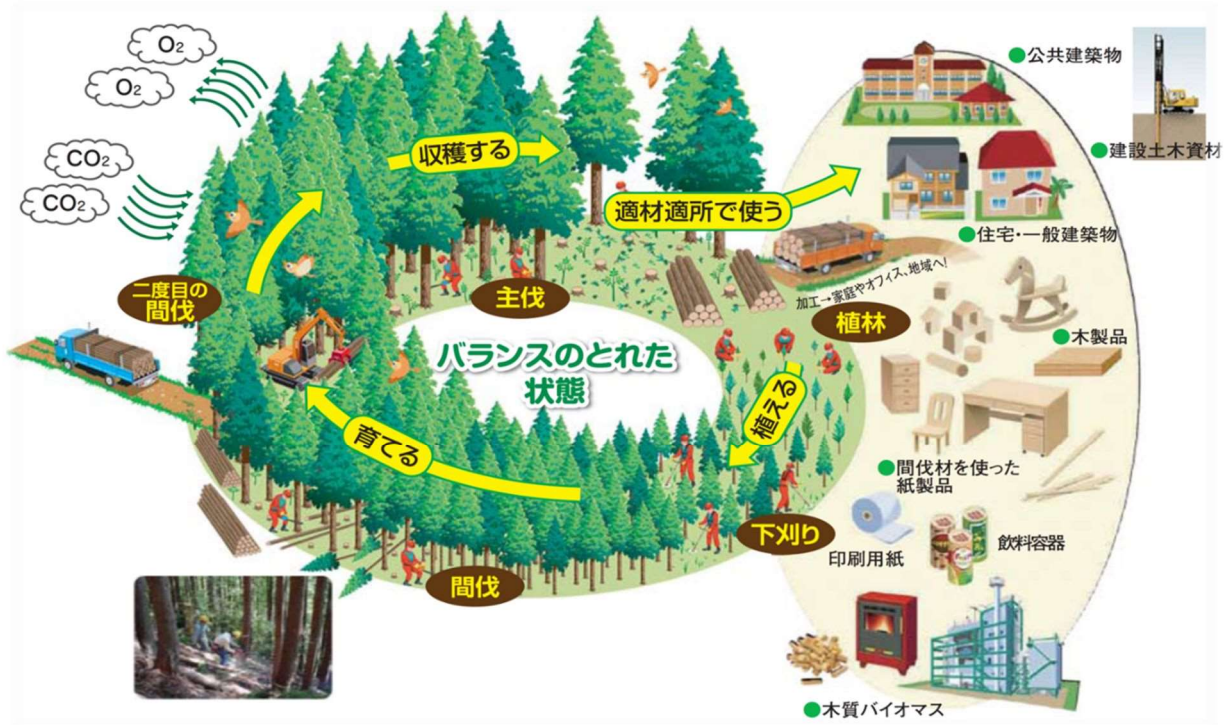 O2
O2
CO2
CO2
収穫する
適材適所で使う
●公共建築物
●建設土木資材
●住宅・一般建築物
加工→家庭やオフィス、地域へ!
二度目の
間伐
主伐
植林
バランスのとれた
状態
植える
育てる
●木製品
●間伐材を使った
紙製品
印刷用紙
飲料容器
下刈り
間伐
●木質バイオマス